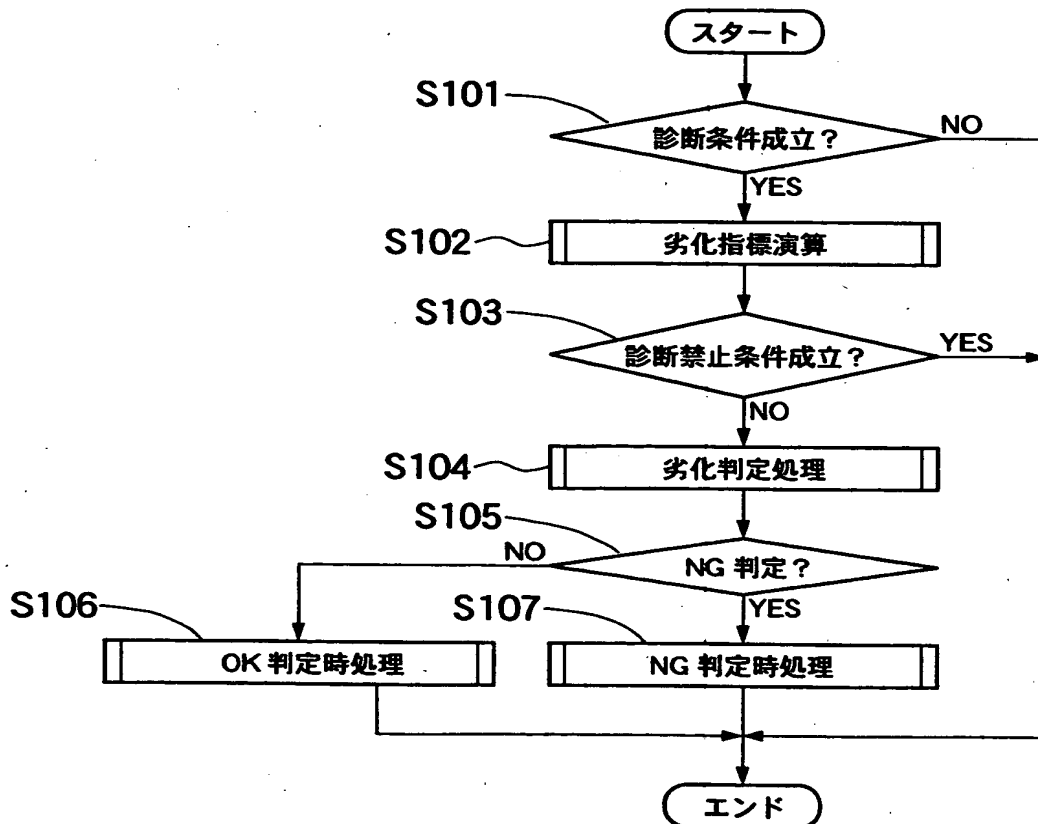 スタート
S101
診断条件成立？
NO
YES
S102
劣化指標演算
S103
診断禁止条件成立？
YES
NO
S104
劣化判定処理
S105
NO
NG 判定？
YES
S106
OK 判定時処理
S107
NG 判定時処理
エンド